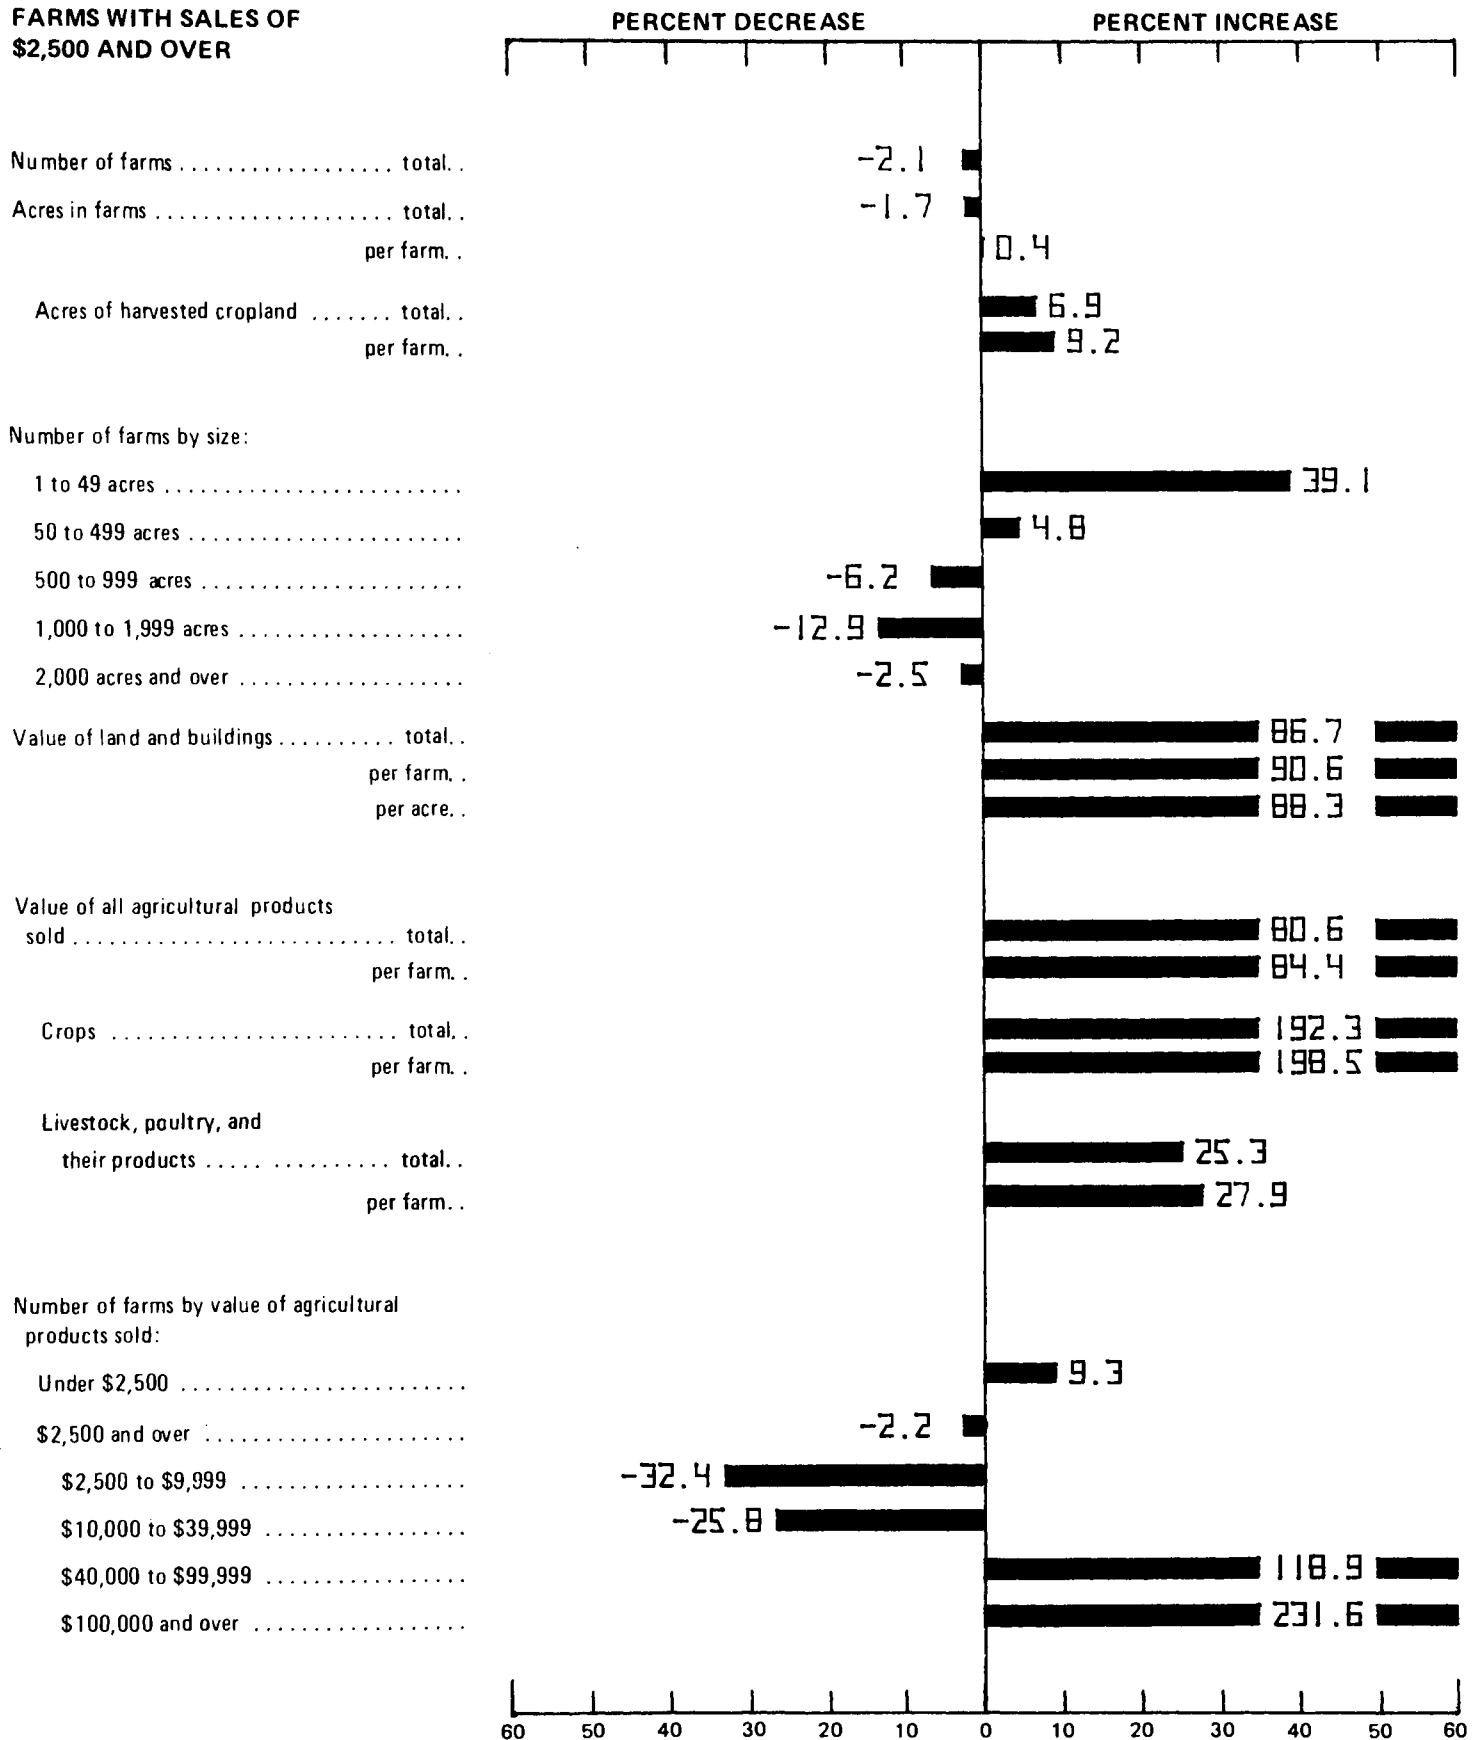 FARMS WITH SALES OF
$2,500 AND OVER
PERCENT DECREASE PERCENT INCREASE
Number of farms .................. total.. -2.1
Acres in farms .................... total.. -1.7
per farm.. 0.4
Acres of harvested cropland ....... total.. 6.9
per farm.. 9.2
Number of farms by size:
1 to 49 acres ......................... 39.1
50 to 499 acres ....................... 4.8
500 to 999 acres ...................... -6.2
1,000 to 1,999 acres ................... -12.9
2,000 acres and over ................... -2.5
Value of land and buildings .......... total.. 86.7
per farm.. 90.6
per acre.. 88.3
Value of all agricultural products
sold ........................... total.. 80.6
per farm.. 84.4
Crops ........................ total.. 192.3
per farm.. 198.5
Livestock, poultry, and
their products ..... .......... total.. 25.3
per farm.. 27.9
Number of farms by value of agricultural
products sold:
Under $2,500 ........................ 9.3
$2,500 and over ...................... -2.2
$2,500 to $9,999 ................... -32.4
$10,000 to $39,999 ................. -25.8
$40,000 to $99,999 ................. 118.9
$100,000 and over .................. 231.6
60 50 40 30 20 10 0 10 20 30 40 50 60